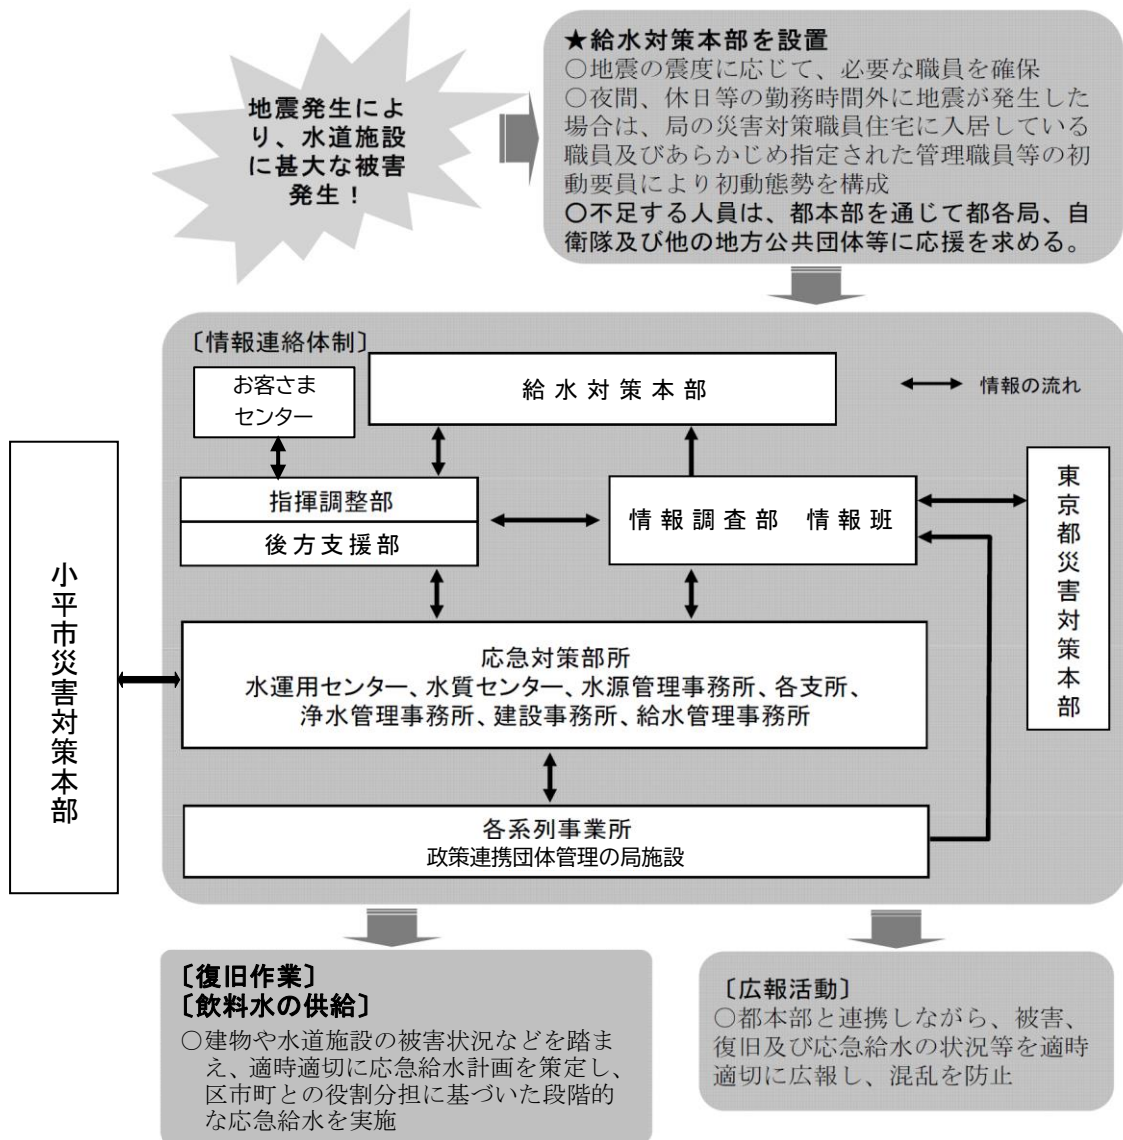 地震発生によ
り、水道施設
に甚大な被害
発生！
★給水対策本部を設置
○地震の震度に応じて、必要な職員を確保
○夜間、休日等の勤務時間外に地震が発生した
場合は、局の災害対策職員住宅に入居している
職員及びあらかじめ指定された管理職員等の初
動要員により初動態勢を構成
○不足する人員は、都本部を通じて都各局、自
衛隊及び他の地方公共団体等に応援を求める。
〔情報連絡体制〕
お客さま
センター
給水対策本部
情報の流れ
指揮調整部
後方支援部
情報調査部 情報班
東京都災害対策本部
小平市災害対策本部
応急対策部所
水運用センター、水質センター、水源管理事務所、各支所、
浄水管理事務所、建設事務所、給水管理事務所
各系列事業所
政策連携団体管理の局施設
〔復旧作業〕
〔飲料水の供給〕
○建物や水道施設の被害状況などを踏ま
え、適時適切に応急給水計画を策定し、
区市町との役割分担に基づいた段階的
な応急給水を実施
〔広報活動〕
○都本部と連携しながら、被害、
復旧及び応急給水の状況等を適時
適切に広報し、混乱を防止